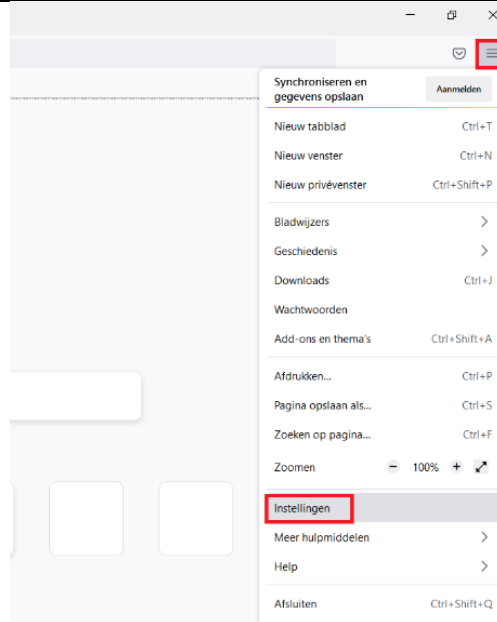 Synchroniseren en
gegevens opslaan
Aanmelden
Nieuw tabblad Ctrl+T
Nieuw venster Ctrl+N
Nieuw privévenster Ctrl+Shift+P
Bladwijzers
Geschiedenis
Downloads Ctrl+J
Wachtwoorden
Add-ons en thema's Ctrl+Shift+A
Afdrukken... Ctrl+P
Pagina opslaan als... Ctrl+S
Zoeken op pagina... Ctrl+F
Zoomen − 100% +
Instellingen
Meer hulpmiddelen
Help
Afsluiten Ctrl+Shift+Q